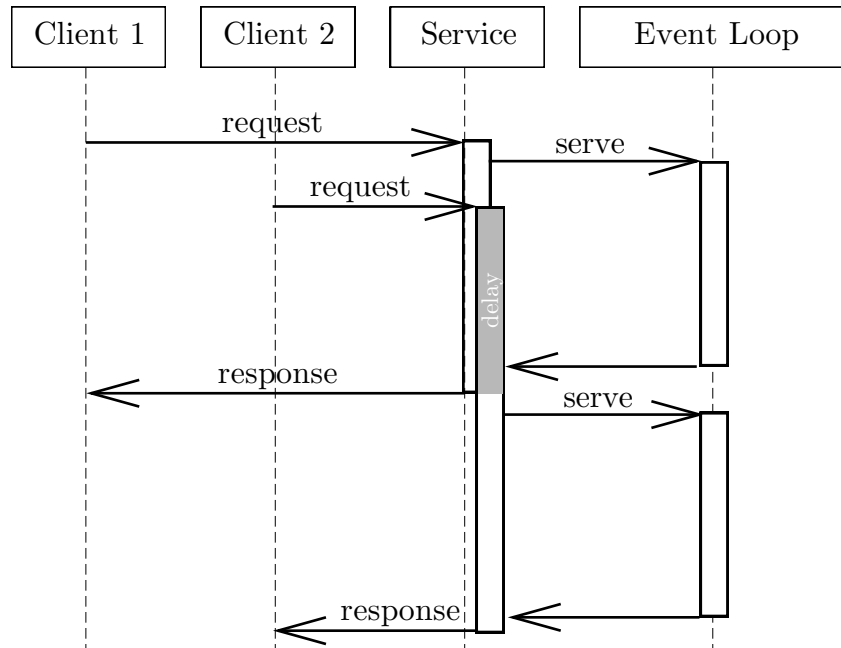 Client 1
Client 2
Service
Event Loop
request
serve
request
delay
response
serve
response